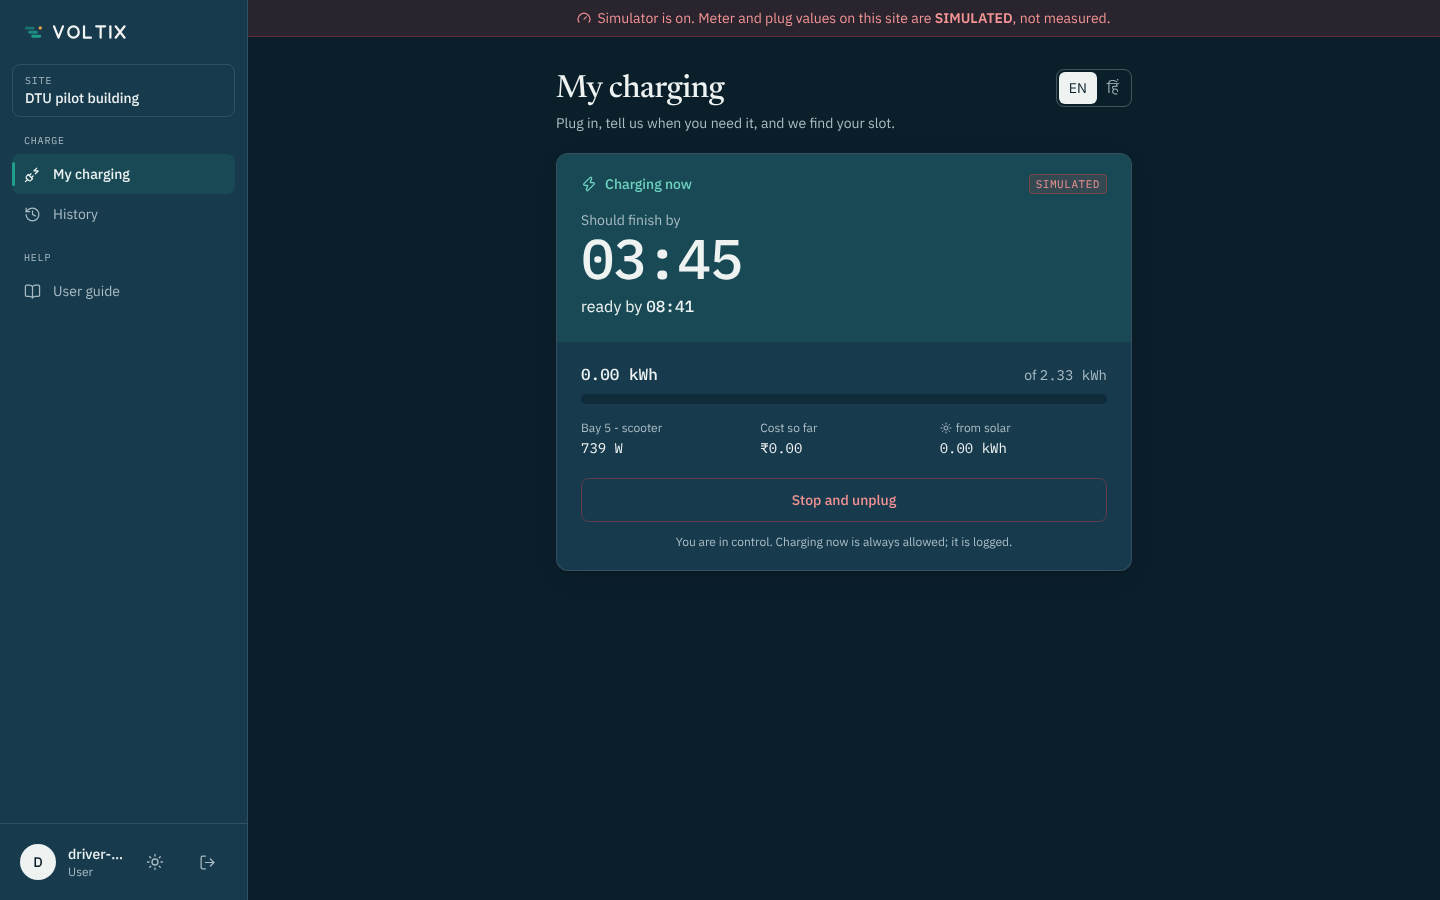 VOLTIX
Simulator is on. Meter and plug values on this site are SIMULATED, not measured.
SITE
DTU pilot building
CHARGE
My charging
History
HELP
User guide
driver-...
User
D
My charging
EN
हिं
Plug in, tell us when you need it, and we find your slot.
Charging now
SIMULATED
Should finish by
03:45
ready by 08:41
0.00 kWh
of 2.33 kWh
Bay 5 - scooter
739 W
Cost so far
₹0.00
from solar
0.00 kWh
Stop and unplug
You are in control. Charging now is always allowed; it is logged.